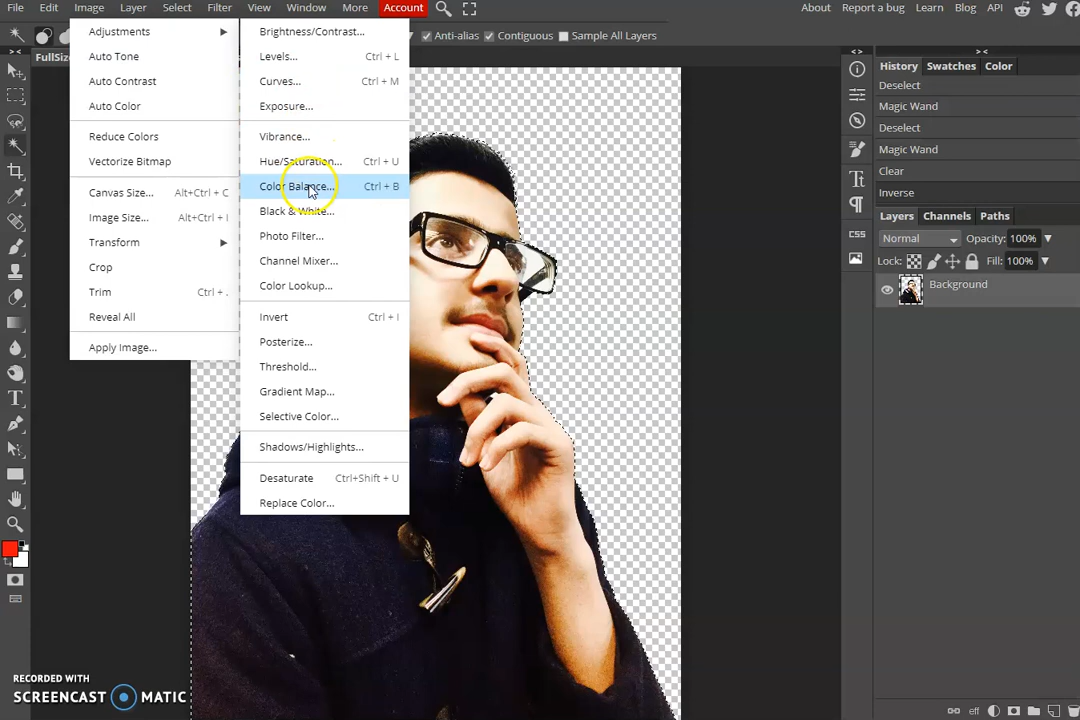 File Edit Image Layer Select Filter View Window More Account About Report a bug Learn Blog API
Anti-alias Contiguous Sample All Layers
FullSize
Adjustments
Auto Tone
Auto Contrast
Auto Color
Reduce Colors
Vectorize Bitmap
Canvas Size... Alt+Ctrl + C
Image Size... Alt+Ctrl + I
Transform
Crop
Trim Ctrl + .
Reveal All
Apply Image...
Brightness/Contrast...
Levels... Ctrl + L
Curves... Ctrl + M
Exposure...
Vibrance...
Hue/Saturation... Ctrl + U
Color Balance... Ctrl + B
Black & White...
Photo Filter...
Channel Mixer...
Color Lookup...
Invert Ctrl + I
Posterize...
Threshold...
Gradient Map...
Selective Color...
Shadows/Highlights...
Desaturate Ctrl+Shift + U
Replace Color...
History Swatches Color
Deselect
Magic Wand
Deselect
Magic Wand
Clear
Inverse
Layers Channels Paths
Normal Opacity: 100%
Lock: Fill: 100%
Background
CSS
eff
RECORDED WITH
SCREENCAST MATIC